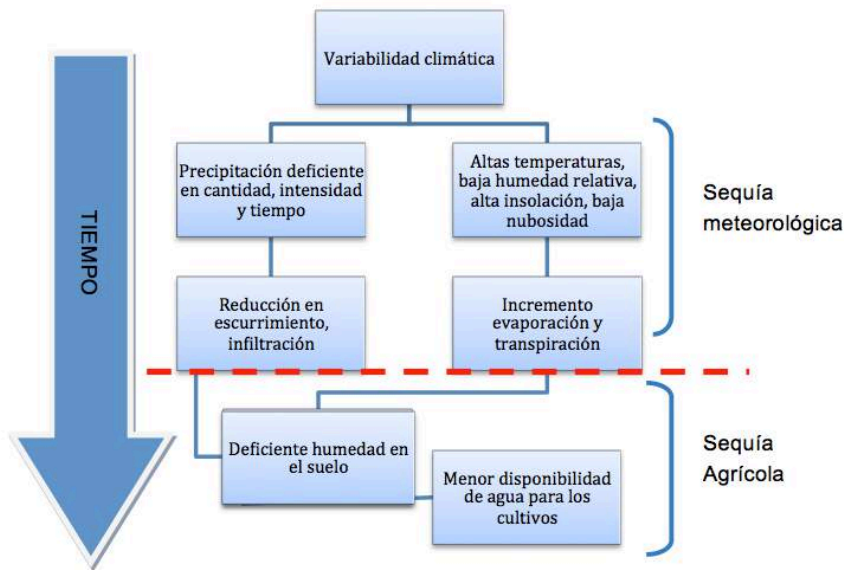 Variabilidad climática
Precipitación deficiente
en cantidad, intensidad
y tiempo
Altas temperaturas,
baja humedad relativa,
alta insolación, baja
nubosidad
Sequía
meteorológica
TIEMPO
Reducción en
escurrimiento,
infiltración
Incremento
evaporación y
transpiración
Deficiente humedad en
el suelo
Menor disponibilidad
de agua para los
cultivos
Sequía
Agrícola